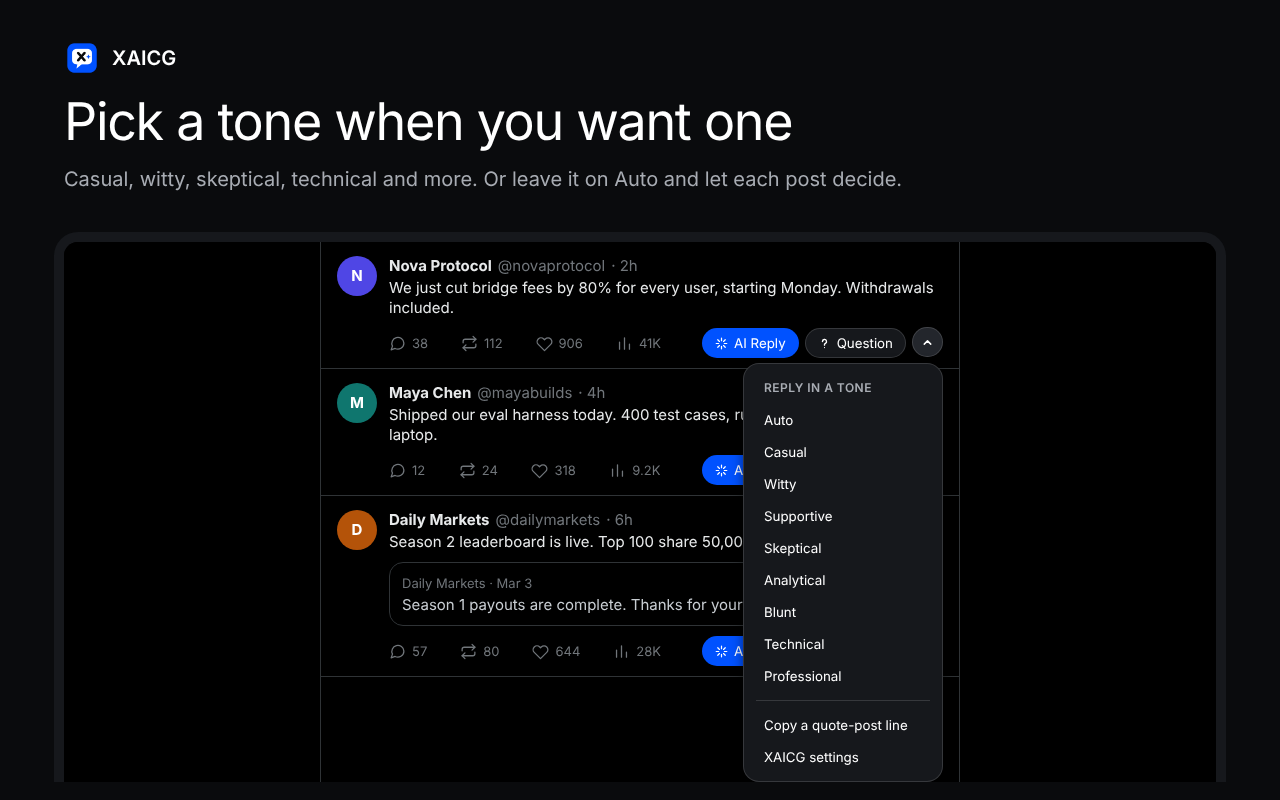 XAICG
Pick a tone when you want one
Casual, witty, skeptical, technical and more. Or leave it on Auto and let each post decide.
N
Nova Protocol @novaprotocol · 2h
We just cut bridge fees by 80% for every user, starting Monday. Withdrawals
included.
38 112 906 41K AI Reply ? Question
M
Maya Chen @mayabuilds · 4h
Shipped our eval harness today. 400 test cases,
laptop.
12 24 318 9.2K
D
Daily Markets @dailymarkets · 6h
Season 2 leaderboard is live. Top 100 share 50,00
Daily Markets · Mar 3
Season 1 payouts are complete. Thanks for your
57 80 644 28K
REPLY IN A TONE
Auto
Casual
Witty
Supportive
Skeptical
Analytical
Blunt
Technical
Professional
Copy a quote-post line
XAICG settings